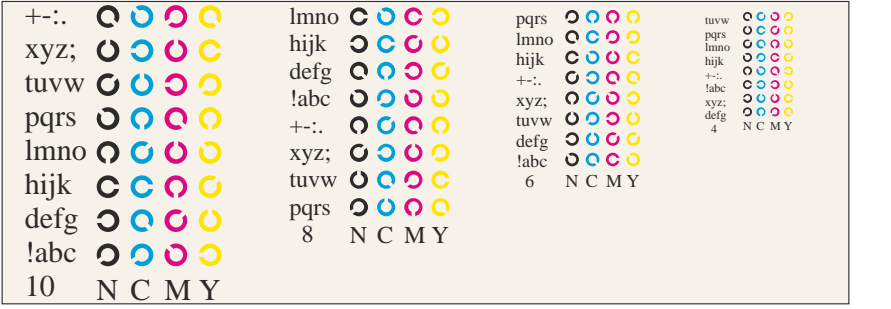 +-:.
xyz;
tuvw
pqrs
lmno
hijk
defg
!abc
10 N C M Y
lmno
hijk
defg
!abc
+-:.
xyz;
tuvw
pqrs
8 N C M Y
pqrs
lmno
hijk
+-:.
xyz;
tuvw
defg
!abc
6 N C M Y
tuvw
pqrs
lmno
hijk
+-:.
!abc
xyz;
defg
4 N C M Y